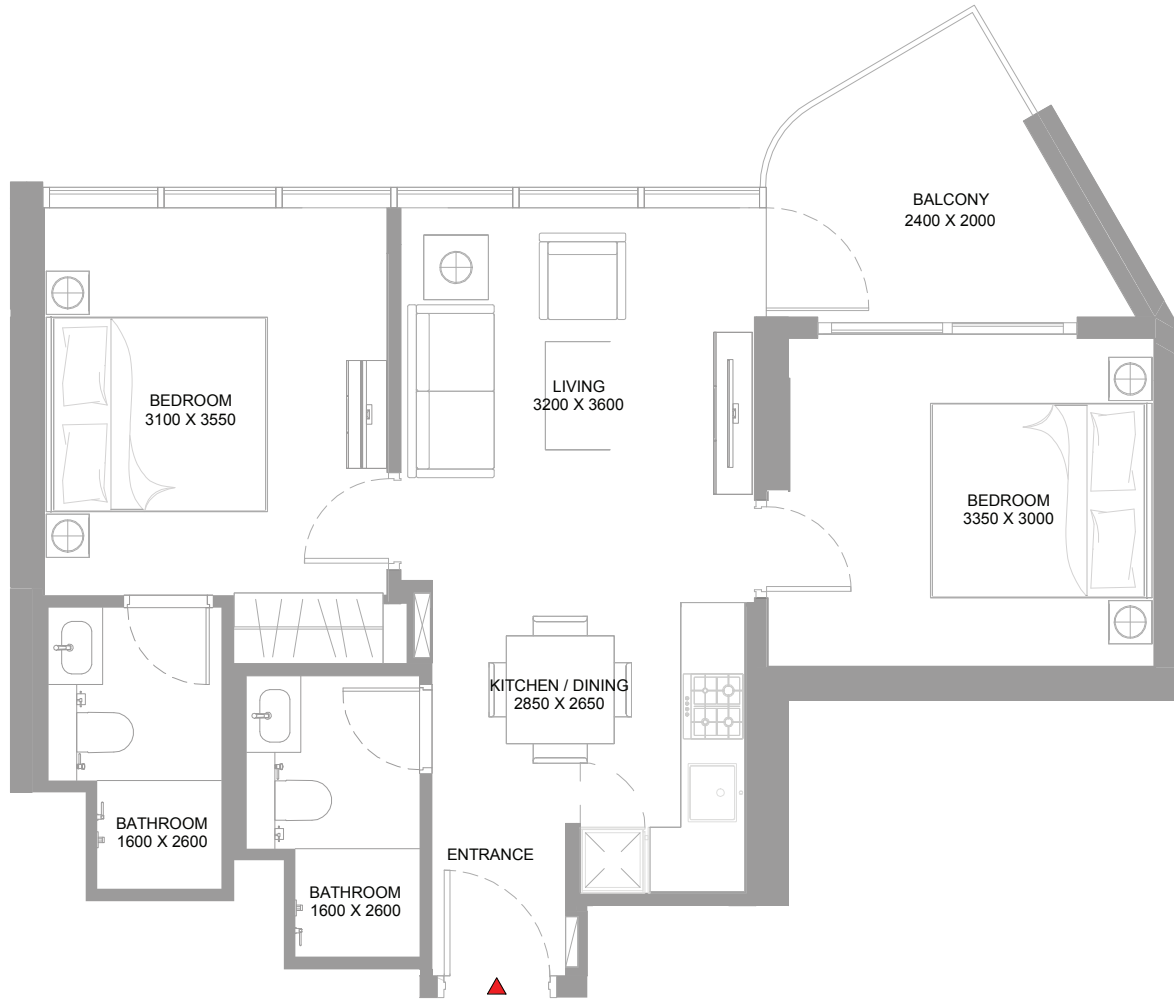 BALCONY
2400 X 2000
LIVING
3200 X 3600
BEDROOM
3100 X 3550
BEDROOM
3350 X 3000
KITCHEN / DINING
2850 X 2650
BATHROOM
1600 X 2600
ENTRANCE
BATHROOM
1600 X 2600